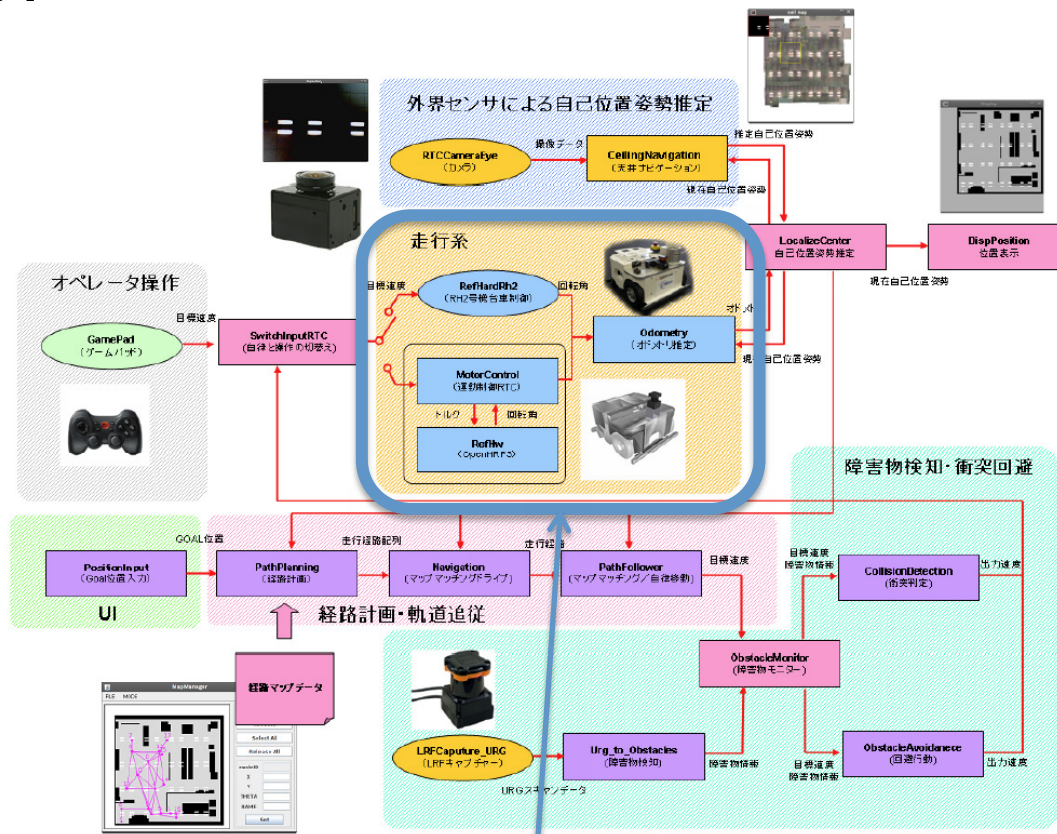 外界センサによる自己位置姿勢推定
RTCCameraEye
(カメラ)
撮像データ
CeilingNavigation
(天井ナビゲーション)
推定自己位置姿勢
現在自己位置姿勢
走行系
LocalizeCenter
自己位置姿勢推定
DispPosition
位置表示
現在自己位置姿勢
オペレータ操作
目標速度
RefHardRh2
(RH2号機台車制御)
回転角
GamePad
(ゲームパッド)
目標速度
SwitchInputRTC
(自律と操作の切替え)
Odometry
(オドメトリ推定)
オドメト
現在自己位置姿勢
MotorControl
(運動制御RTC)
トルク
回転角
RefHw
(OpenHRP3)
障害物検知・衝突回避
PositionInput
(Goal位置入力)
GOAL位置
PathPlanning
(経路計画)
走行経路配列
Navigation
(マップマッチングドライブ)
走行経路
PathFollower
(マップマッチング/自律移動)
目標速度
目標速度
障害物情報
CollisionDetection
(衝突判定)
出力速度
UI
経路計画・軌道追従
ObstacleMonitor
(障害物モニター)
経路マップデータ
MapManager
FILE MODE
Select All
X
Y
THETA
NAME
Set
LRFCaputure_URG
(LRFキャプチャー)
URGスキャンデータ
Urg_to_Obstacles
(障害物検知)
障害物情報
目標速度
障害物情報
ObstacleAvoidanece
(回避行動)
出力速度